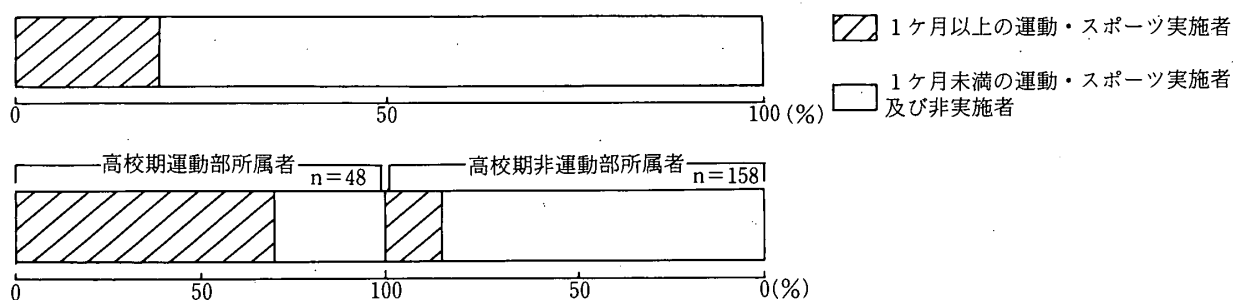 1ケ月以上の運動・スポーツ実施者
1ケ月未満の運動・スポーツ実施者
及び非実施者
0 50 100(%)
高校期運動部所属者 高校期非運動部所属者
n=48 n=158
0 50 100 50 0(%)